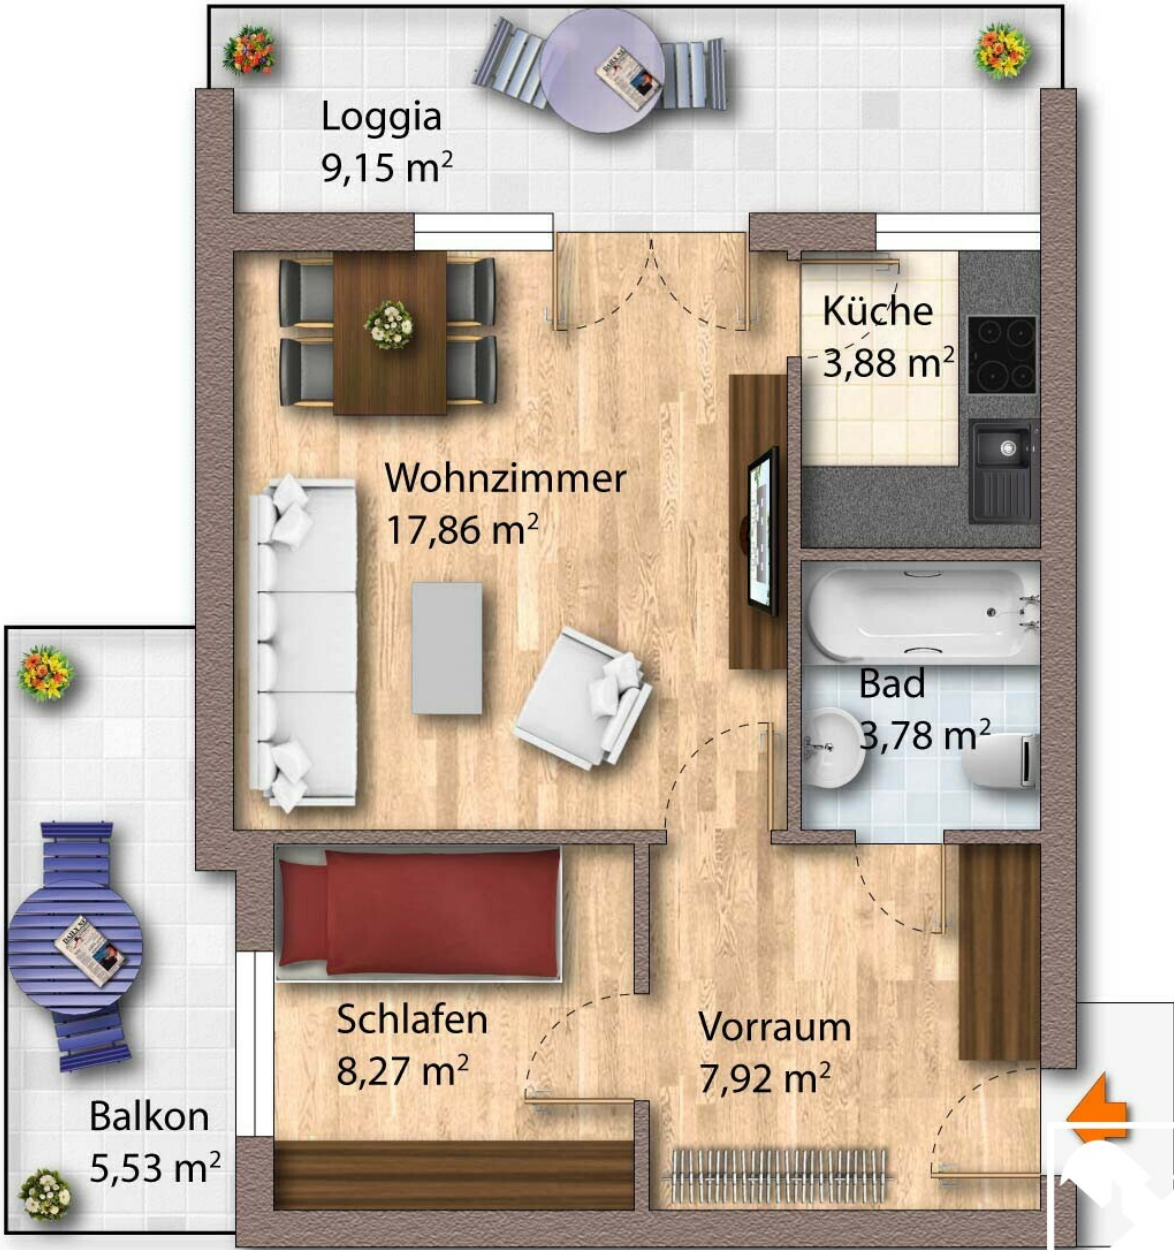 Loggia
9,15 m²
Küche
3,88 m²
Wohnzimmer
17,86 m²
Bad
3,78 m²
Schlafen
8,27 m²
Vorraum
7,92 m²
Balkon
5,53 m²